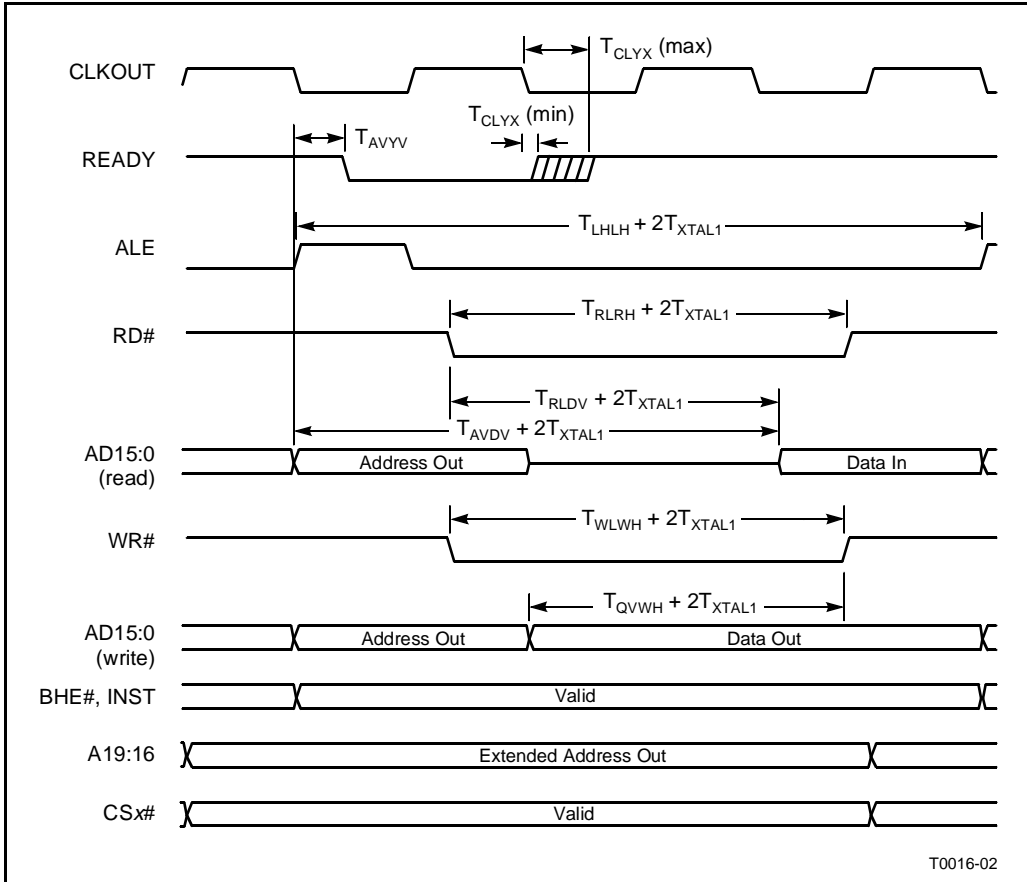 CLKOUT
T_CLYX (max)
T_CLYX (min)
READY
T_AVYV
ALE
T_LHLH + 2T_XTAL1
RD#
T_RLRH + 2T_XTAL1
T_RLDV + 2T_XTAL1
T_AVDV + 2T_XTAL1
AD15:0
(read)
Address Out
Data In
WR#
T_WLWH + 2T_XTAL1
T_QVWH + 2T_XTAL1
AD15:0
(write)
Address Out
Data Out
BHE#, INST
Valid
A19:16
Extended Address Out
CSx#
Valid
T0016-02